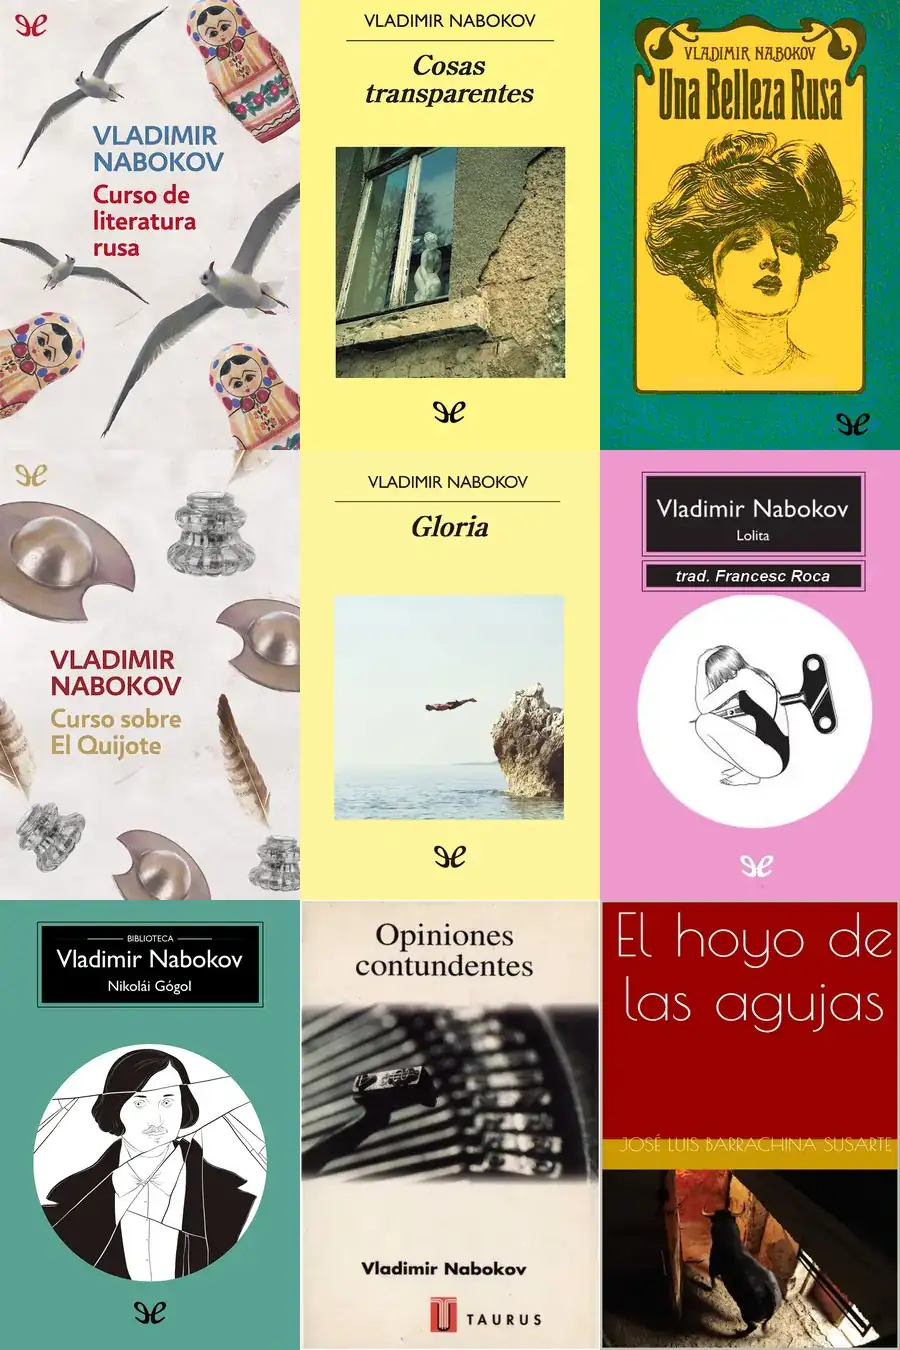 VLADIMIR
NABOKOV
Curso de
literatura
rusa
VLADIMIR NABOKOV
Cosas
transparentes
VLADIMIR NABOKOV
Una Belleza Rusa
VLADIMIR
NABOKOV
Curso sobre
El Quijote
VLADIMIR NABOKOV
Gloria
Vladimir Nabokov
Lolita
trad. Francesc Roca
BIBLIOTECA
Vladimir Nabokov
Nikolái Gógol
Opiniones
contundentes
Vladimir Nabokov
TAURUS
El hoyo de
las agujas
JOSÉ LUIS BARRACHINA SUSARTE